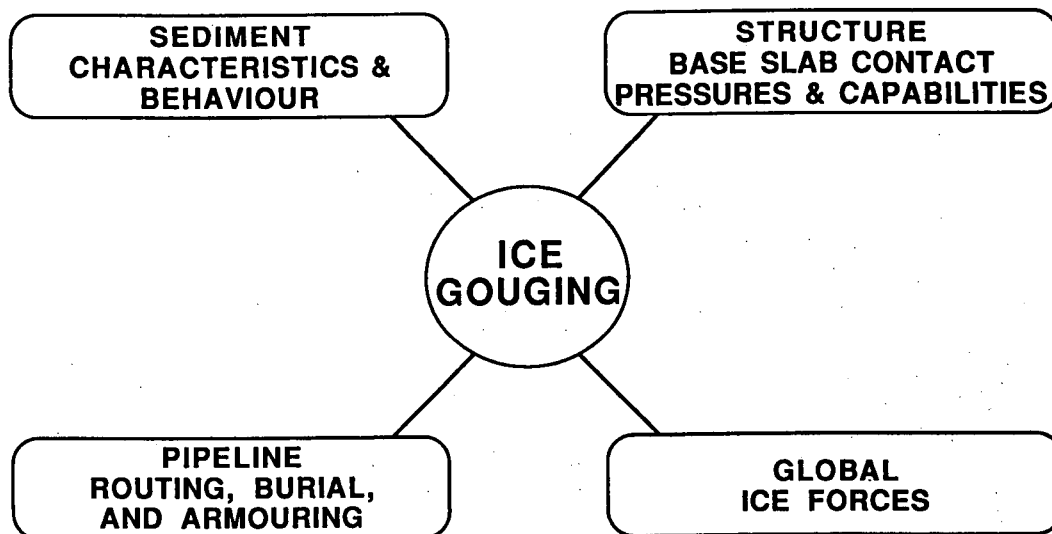 SEDIMENT
CHARACTERISTICS &
BEHAVIOUR
STRUCTURE
BASE SLAB CONTACT
PRESSURES & CAPABILITIES
ICE
GOUGING
PIPELINE
ROUTING, BURIAL,
AND ARMOURING
GLOBAL
ICE FORCES